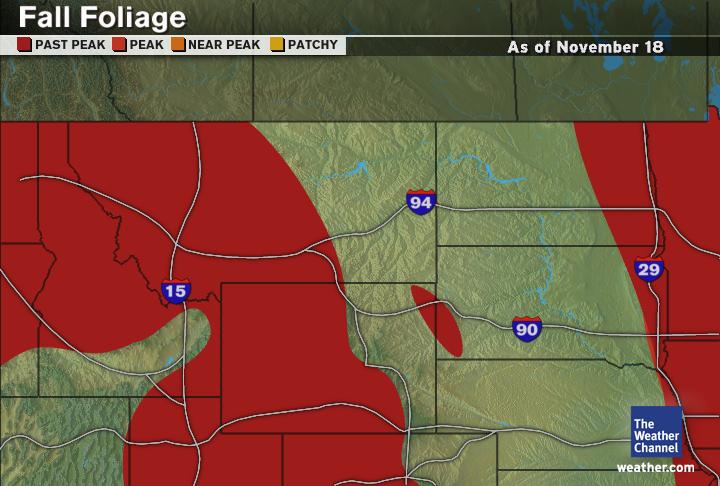 Fall Foliage
PAST PEAK PEAK NEAR PEAK PATCHY
As of November 18
94
29
15
90
The
Weather
Channel
weather.com